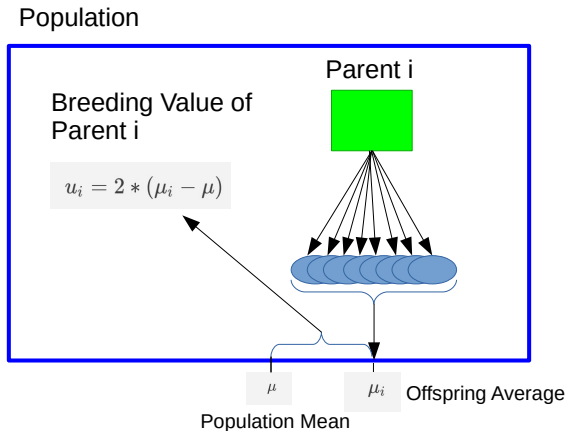 Population
Parent i
Breeding Value of
Parent i
u_i = 2 * (μ_i − μ)
μ
μ_i
Offspring Average
Population Mean